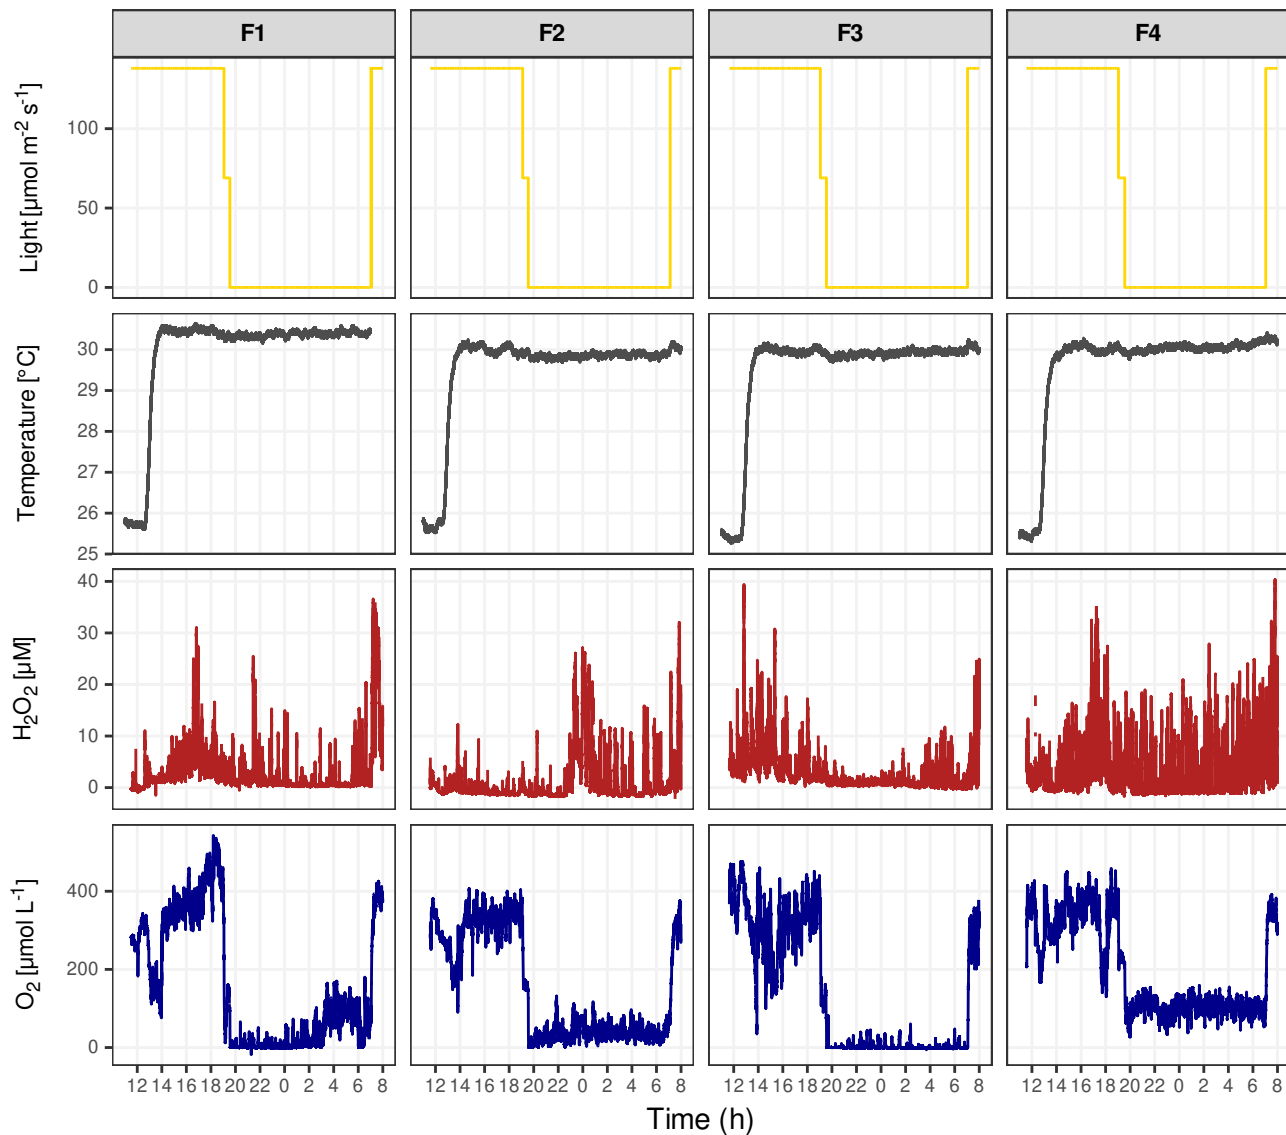 F1 F2 F3 F4
Light [µmol m⁻² s⁻¹]
100
50
0
Temperature [°C]
30
29
28
27
26
25
H₂O₂ [µM]
40
30
20
10
0
O₂ [µmol L⁻¹]
400
200
0
12 14 16 18 20 22 0 2 4 6 8 12 14 16 18 20 22 0 2 4 6 8 12 14 16 18 20 22 0 2 4 6 8 12 14 16 18 20 22 0 2 4 6 8
Time (h)